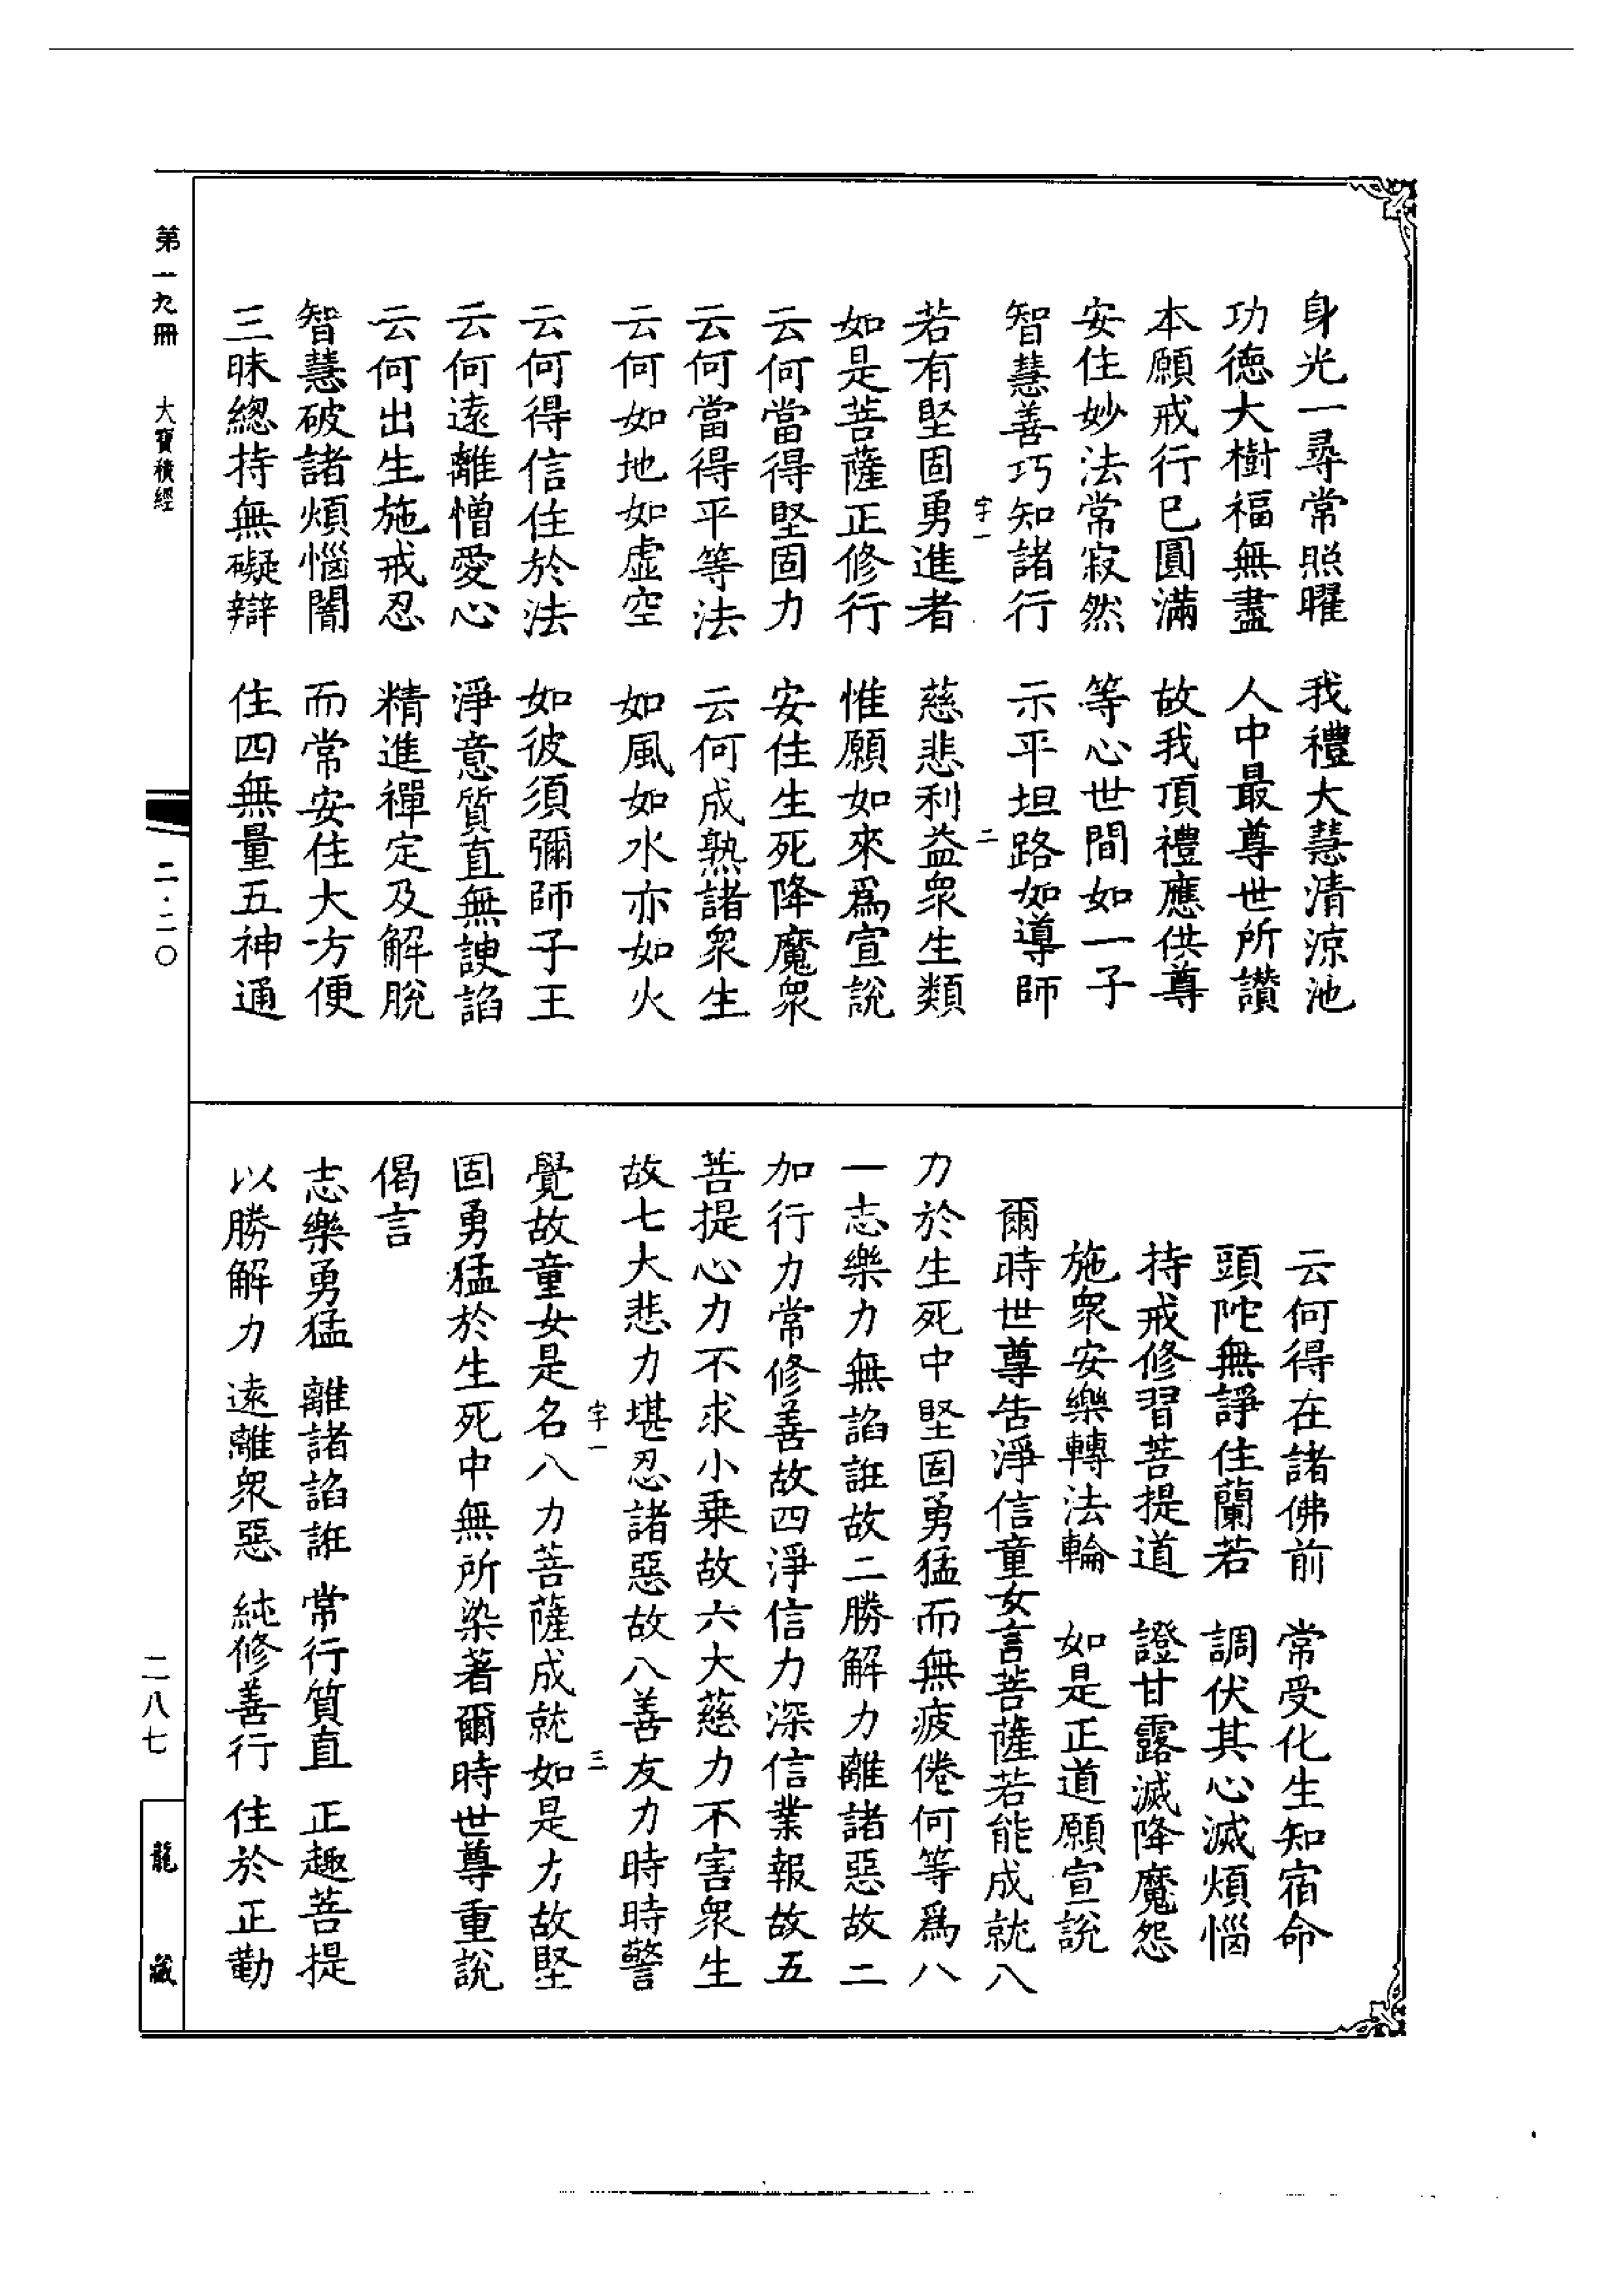 身光一尋常照曜　我禮大慧清涼池
功德大樹福無盡　人中最尊世所讚
本願戒行已圓滿　故我頂禮應供尊
安住妙法常寂然　等心世間如一子
智慧善巧知諸行　示平坦路如導師
字一　二
若有堅固勇進者　慈悲利益眾生類
如是菩薩正修行　惟願如來爲宣說
云何當得堅固力　安住生死降魔眾
云何當得平等法　云何成熟諸眾生
云何如地如虛空　如風如水亦如火
云何得信住於法　如彼須彌師子王
云何遠離憎愛心　淨意質直無諛諂
云何出生施戒忍　精進禪定及解脫
智慧破諸煩惱闇　而常安住大方便
三昧總持無礙辯　住四無量五神通
云何得在諸佛前　常受化生知宿命
頭陀無諍住蘭若　調伏其心滅煩惱
持戒修習菩提道　證甘露滅降魔怨
施眾安樂轉法輪　如是正道願宣說
爾時世尊告淨信童女言菩薩若能成就八
力於生死中堅固勇猛而無疲倦何等爲八
一志樂力無諂誑故二勝解力離諸惡故二
加行力常修善故四淨信力深信業報故五
菩提心力不求小乘故六大慈力不害眾生
故七大悲力堪忍諸惡故八善友力時時警
字一　三
覺故童女是名八力菩薩成就如是力故堅
固勇猛於生死中無所染著爾時世尊重說
偈言
志樂勇猛　離諸諂誑　常行質直　正趣菩提
以勝解力　遠離眾惡　純修善行　住於正勤
第一九冊　大寶積經　二·二〇　二八七　龍藏